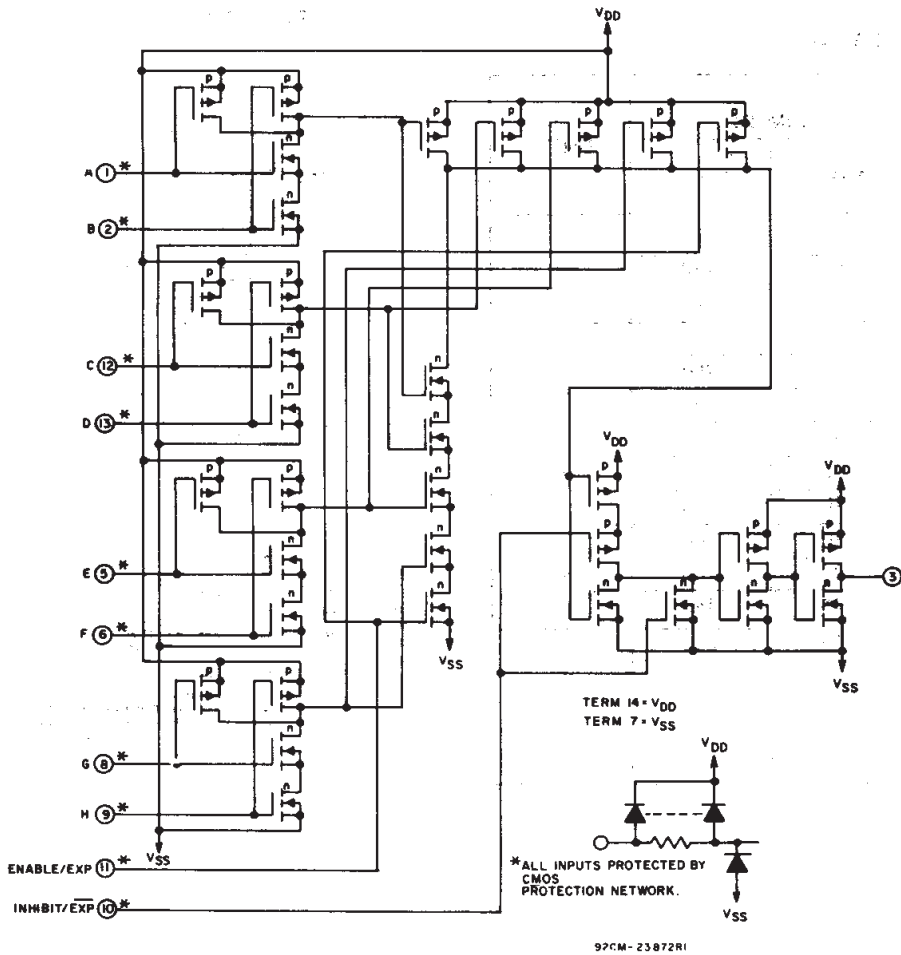 VDD
p p
p p p p p
n
A 1 *
n
B 2 *
p p
n
C 12 *
n
n
D 13 *
n
p p
n
VDD
p
VDD
n
p
p
E 5 *
n
n
n
n
3
F 6 *
VSS
p p
VSS
n
TERM 14 = VDD
TERM 7 = VSS
G 8 *
n
VDD
H 9 *
VSS
ENABLE/EXP 11 *
*ALL INPUTS PROTECTED BY
CMOS
PROTECTION NETWORK.
INHIBIT/EXP 10 *
VSS
92CM-23872R1